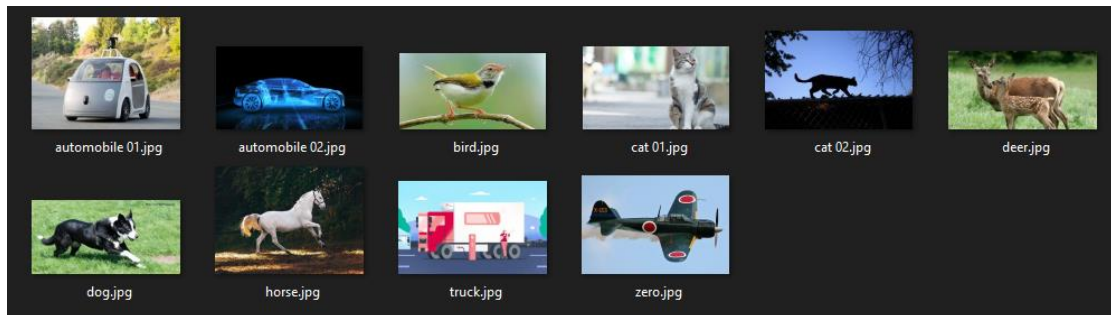 automobile 01.jpg
automobile 02.jpg
bird.jpg
cat 01.jpg
cat 02.jpg
deer.jpg
dog.jpg
horse.jpg
truck.jpg
zero.jpg